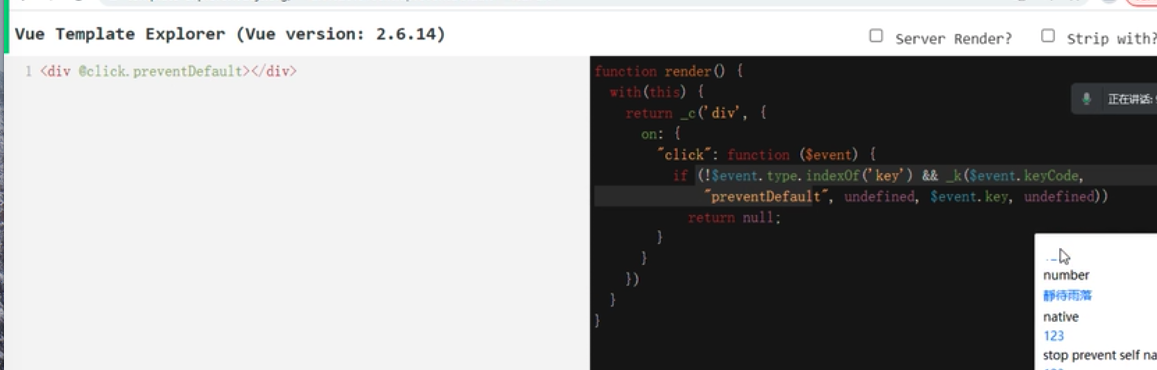 Vue Template Explorer (Vue version: 2.6.14)
Server Render?
Strip with?
1 <div @click.preventDefault></div>
function render() {
with(this) {
return _c('div', {
on: {
"click": function ($event) {
if (!$event.type.indexOf('key') && _k($event.keyCode,
"preventDefault", undefined, $event.key, undefined))
return null;
}
}
})
}
}
正在讲话:
number
靜待雨落
native
123
stop prevent self na